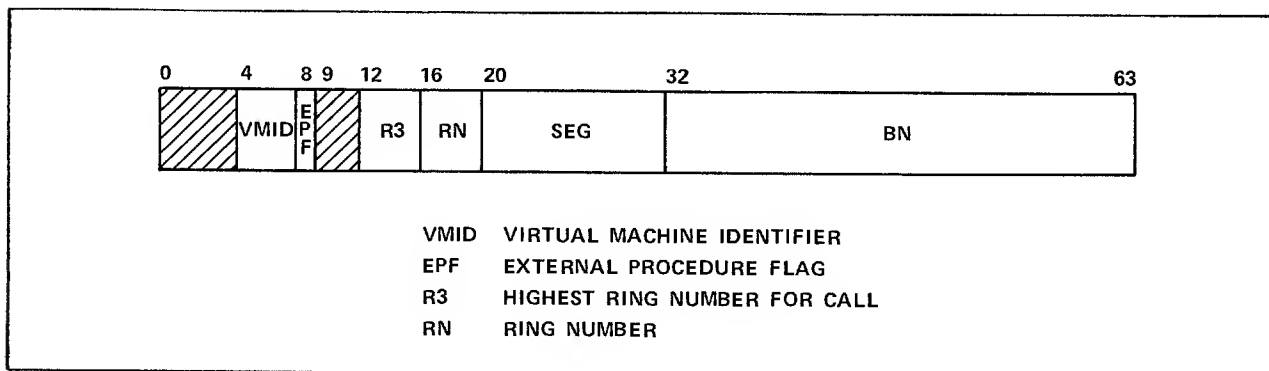 0 4 8 9 12 16 20 32 63
VMID EPF R3 RN SEG BN
VMID VIRTUAL MACHINE IDENTIFIER
EPF EXTERNAL PROCEDURE FLAG
R3 HIGHEST RING NUMBER FOR CALL
RN RING NUMBER